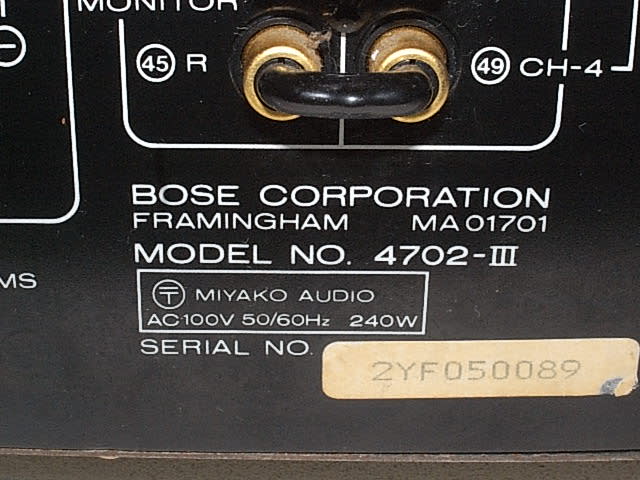 MONITOR
45 R
49 CH-4
BOSE CORPORATION
FRAMINGHAM MA 01701
MODEL NO. 4702-III
MS
〒 MIYAKO AUDIO
AC100V 50/60Hz 240W
SERIAL NO.
2YF050089